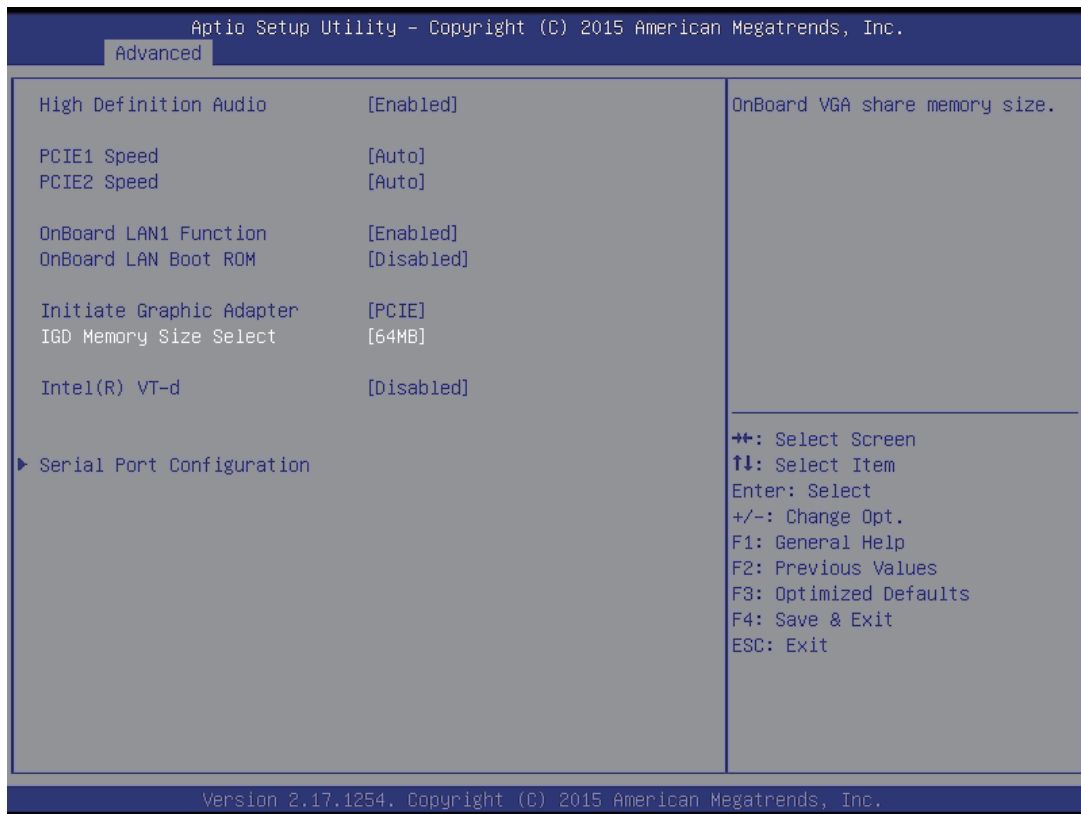 Aptio Setup Utility – Copyright (C) 2015 American Megatrends, Inc.
Advanced
High Definition Audio [Enabled]
PCIE1 Speed [Auto]
PCIE2 Speed [Auto]
OnBoard LAN1 Function [Enabled]
OnBoard LAN Boot ROM [Disabled]
Initiate Graphic Adapter [PCIE]
IGD Memory Size Select [64MB]
Intel(R) VT-d [Disabled]
Serial Port Configuration
OnBoard VGA share memory size.
→←: Select Screen
↑↓: Select Item
Enter: Select
+/-: Change Opt.
F1: General Help
F2: Previous Values
F3: Optimized Defaults
F4: Save & Exit
ESC: Exit
Version 2.17.1254. Copyright (C) 2015 American Megatrends, Inc.